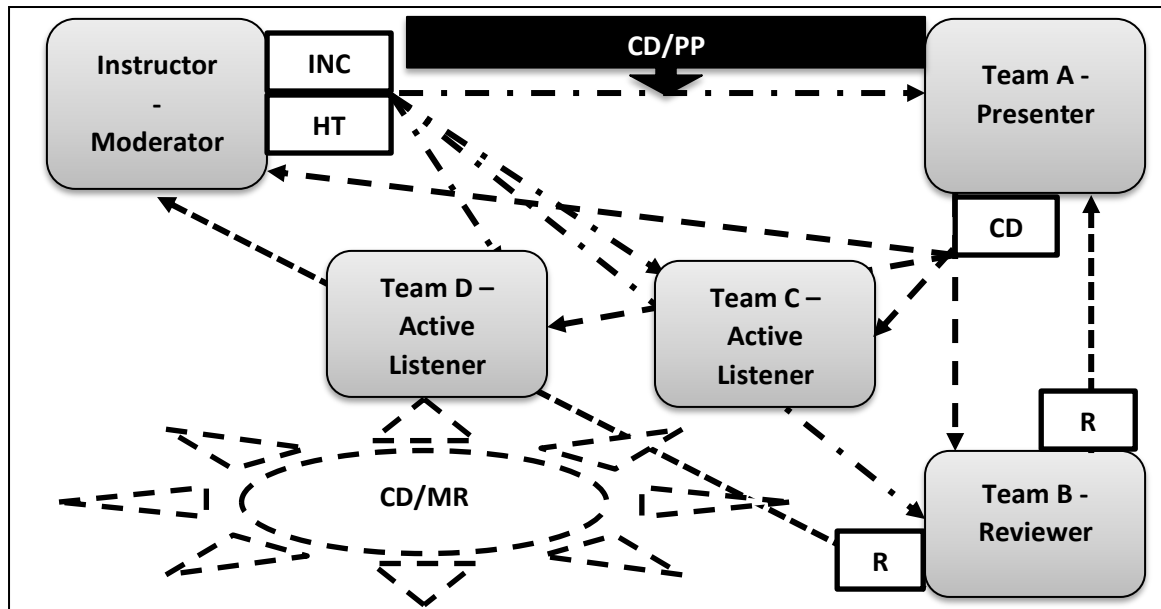 Instructor
-
Moderator
INC
HT
CD/PP
Team A -
Presenter
CD
Team D –
Active
Listener
Team C –
Active
Listener
R
CD/MR
Team B -
Reviewer
R